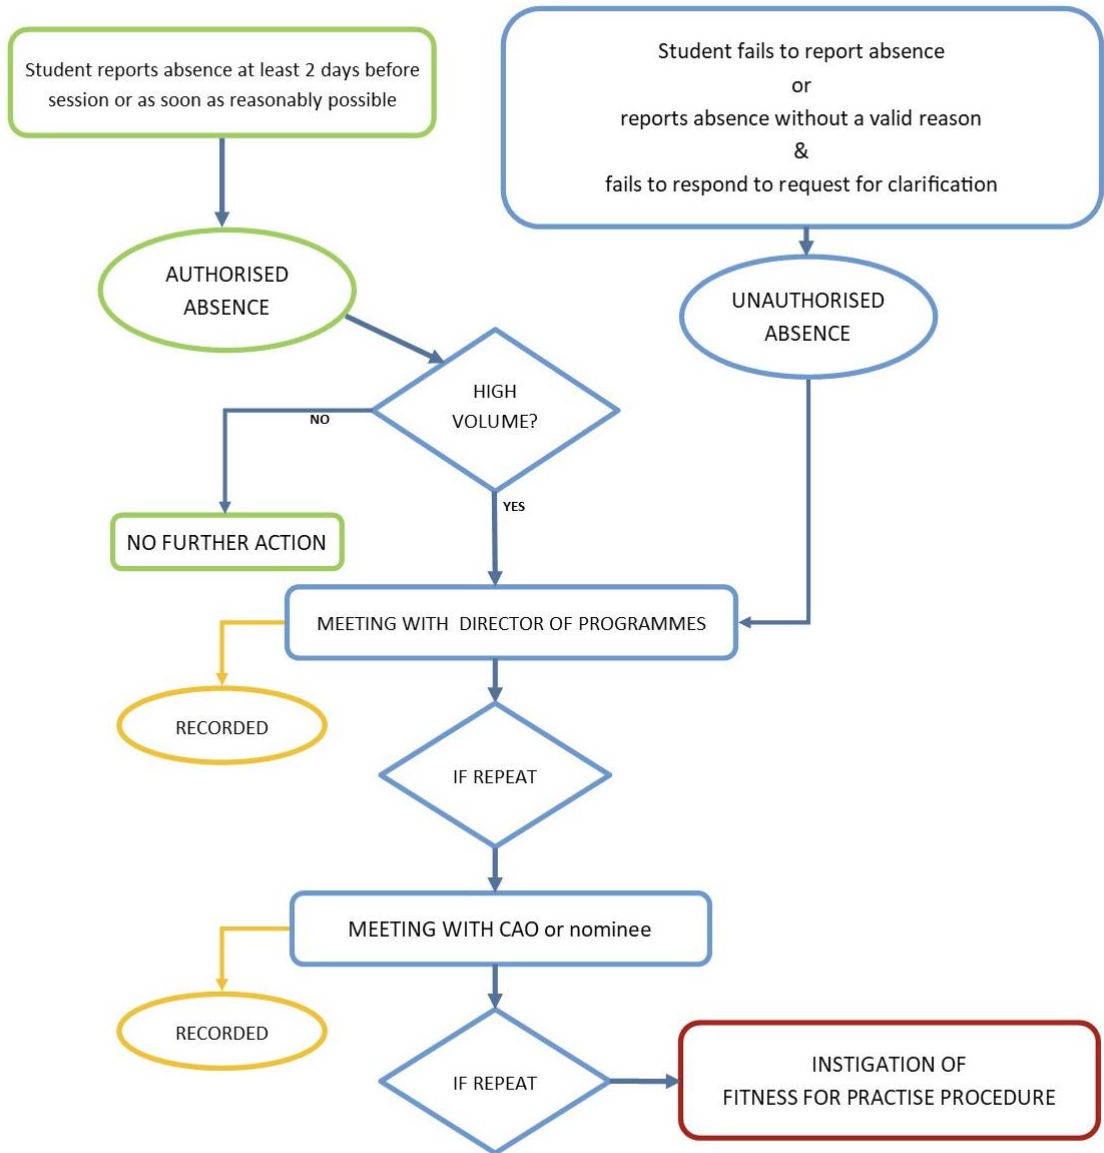 Student reports absence at least 2 days before
session or as soon as reasonably possible
Student fails to report absence
or
reports absence without a valid reason
&
fails to respond to request for clarification
AUTHORISED
ABSENCE
UNAUTHORISED
ABSENCE
HIGH
VOLUME?
NO
YES
NO FURTHER ACTION
MEETING WITH DIRECTOR OF PROGRAMMES
RECORDED
IF REPEAT
MEETING WITH CAO or nominee
RECORDED
IF REPEAT
INSTIGATION OF
FITNESS FOR PRACTISE PROCEDURE